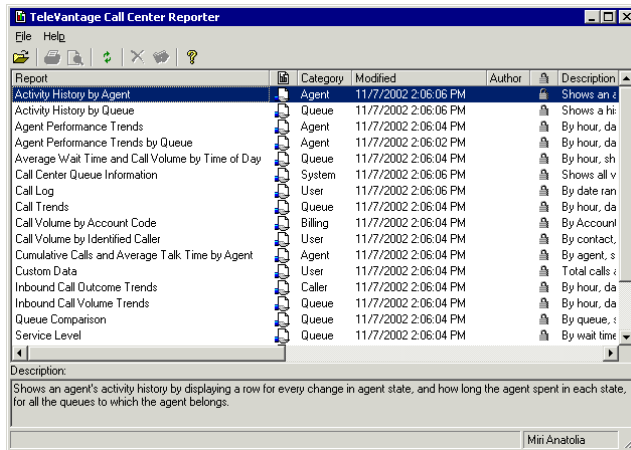 TeleVantage Call Center Reporter
File Help
Report Category Modified Author Description
Activity History by Agent Agent 11/7/2002 2:06:06 PM Shows an a
Activity History by Queue Queue 11/7/2002 2:06:06 PM Shows a hi
Agent Performance Trends Agent 11/7/2002 2:06:04 PM By hour, da
Agent Performance Trends by Queue Agent 11/7/2002 2:06:02 PM By hour, da
Average Wait Time and Call Volume by Time of Day Queue 11/7/2002 2:06:04 PM By hour, sh
Call Center Queue Information System 11/7/2002 2:06:06 PM Shows all v
Call Log User 11/7/2002 2:06:06 PM By date ran
Call Trends Queue 11/7/2002 2:06:04 PM By hour, da
Call Volume by Account Code Billing 11/7/2002 2:06:04 PM By Account
Call Volume by Identified Caller User 11/7/2002 2:06:04 PM By contact,
Cumulative Calls and Average Talk Time by Agent Agent 11/7/2002 2:06:04 PM By agent, s
Custom Data User 11/7/2002 2:06:04 PM Total calls a
Inbound Call Outcome Trends Caller 11/7/2002 2:06:04 PM By hour, da
Inbound Call Volume Trends Queue 11/7/2002 2:06:04 PM By hour, da
Queue Comparison Queue 11/7/2002 2:06:04 PM By queue, s
Service Level Queue 11/7/2002 2:06:04 PM By wait time
Description:
Shows an agent's activity history by displaying a row for every change in agent state, and how long the agent spent in each state,
for all the queues to which the agent belongs.
Miri Anatolia